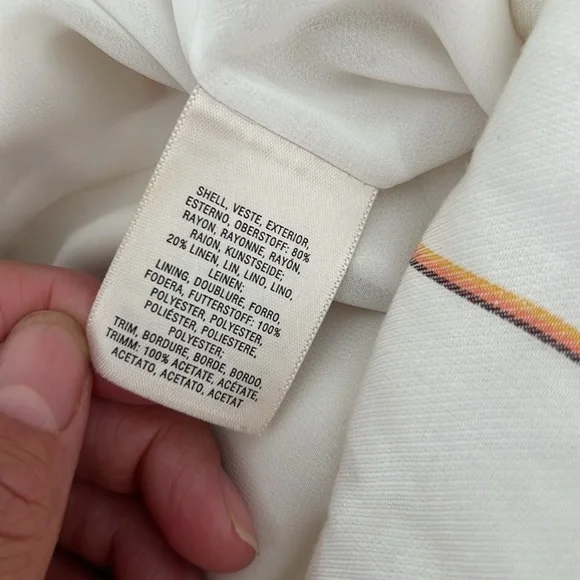 SHELL, VESTE, EXTERIOR,
ESTERNO, OBERSTOFF: 80%
RAYON, RAYONNE, RAYÓN,
RAION, KUNSTSEIDE:
20% LINEN, LIN, LINO, LINO,
LEINEN:
LINING, DOUBLURE, FORRO,
FODERA, FUTTERSTOFF: 100%
POLYESTER, POLYESTER,
POLIÉSTER, POLIESTERE,
POLYESTER:
TRIM, BORDURE, BORDE, BORDO,
TRIMM: 100% ACETATE, ACÉTATE,
ACETATO, ACETATO, ACETAT